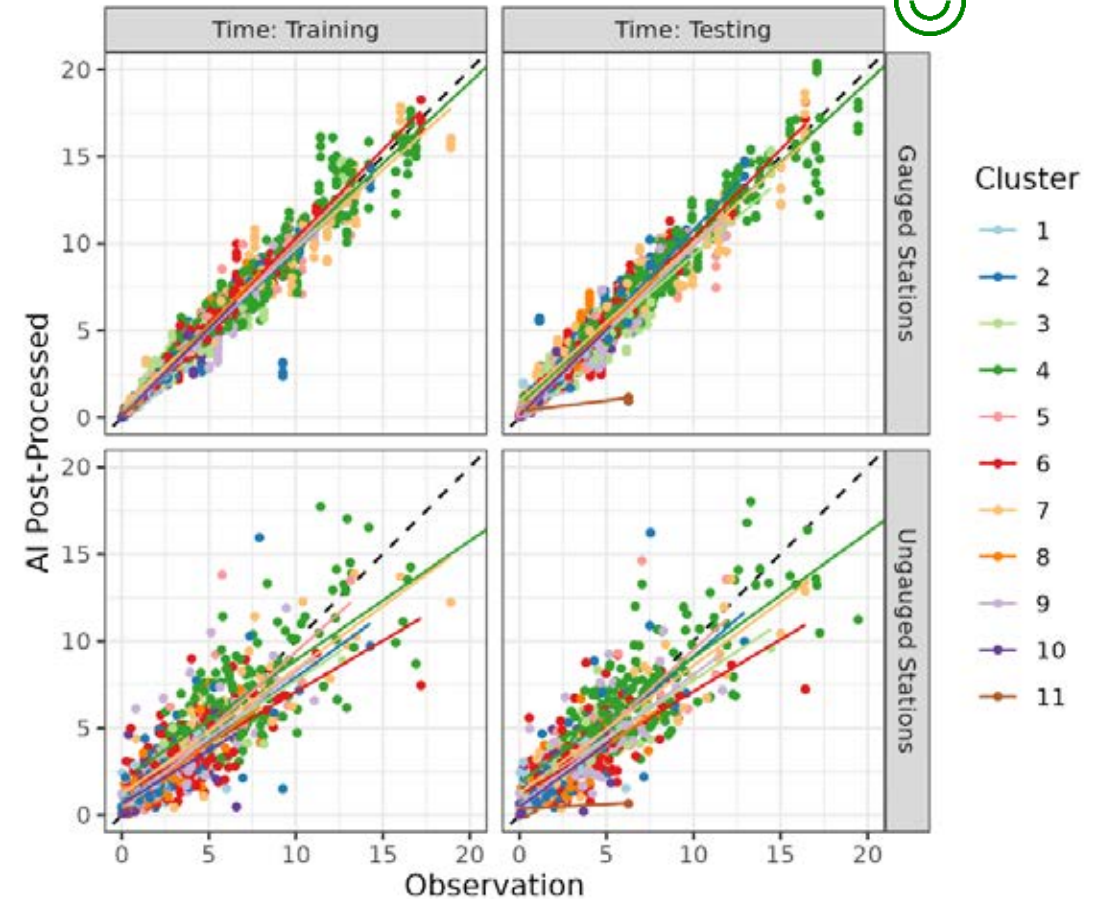 Time: Training
Time: Testing
20
15
10
5
0
Gauged Stations
20
15
10
5
0
Ungauged Stations
AI Post-Processed
0 5 10 15 20
0 5 10 15 20
Observation
Cluster
1
2
3
4
5
6
7
8
9
10
11